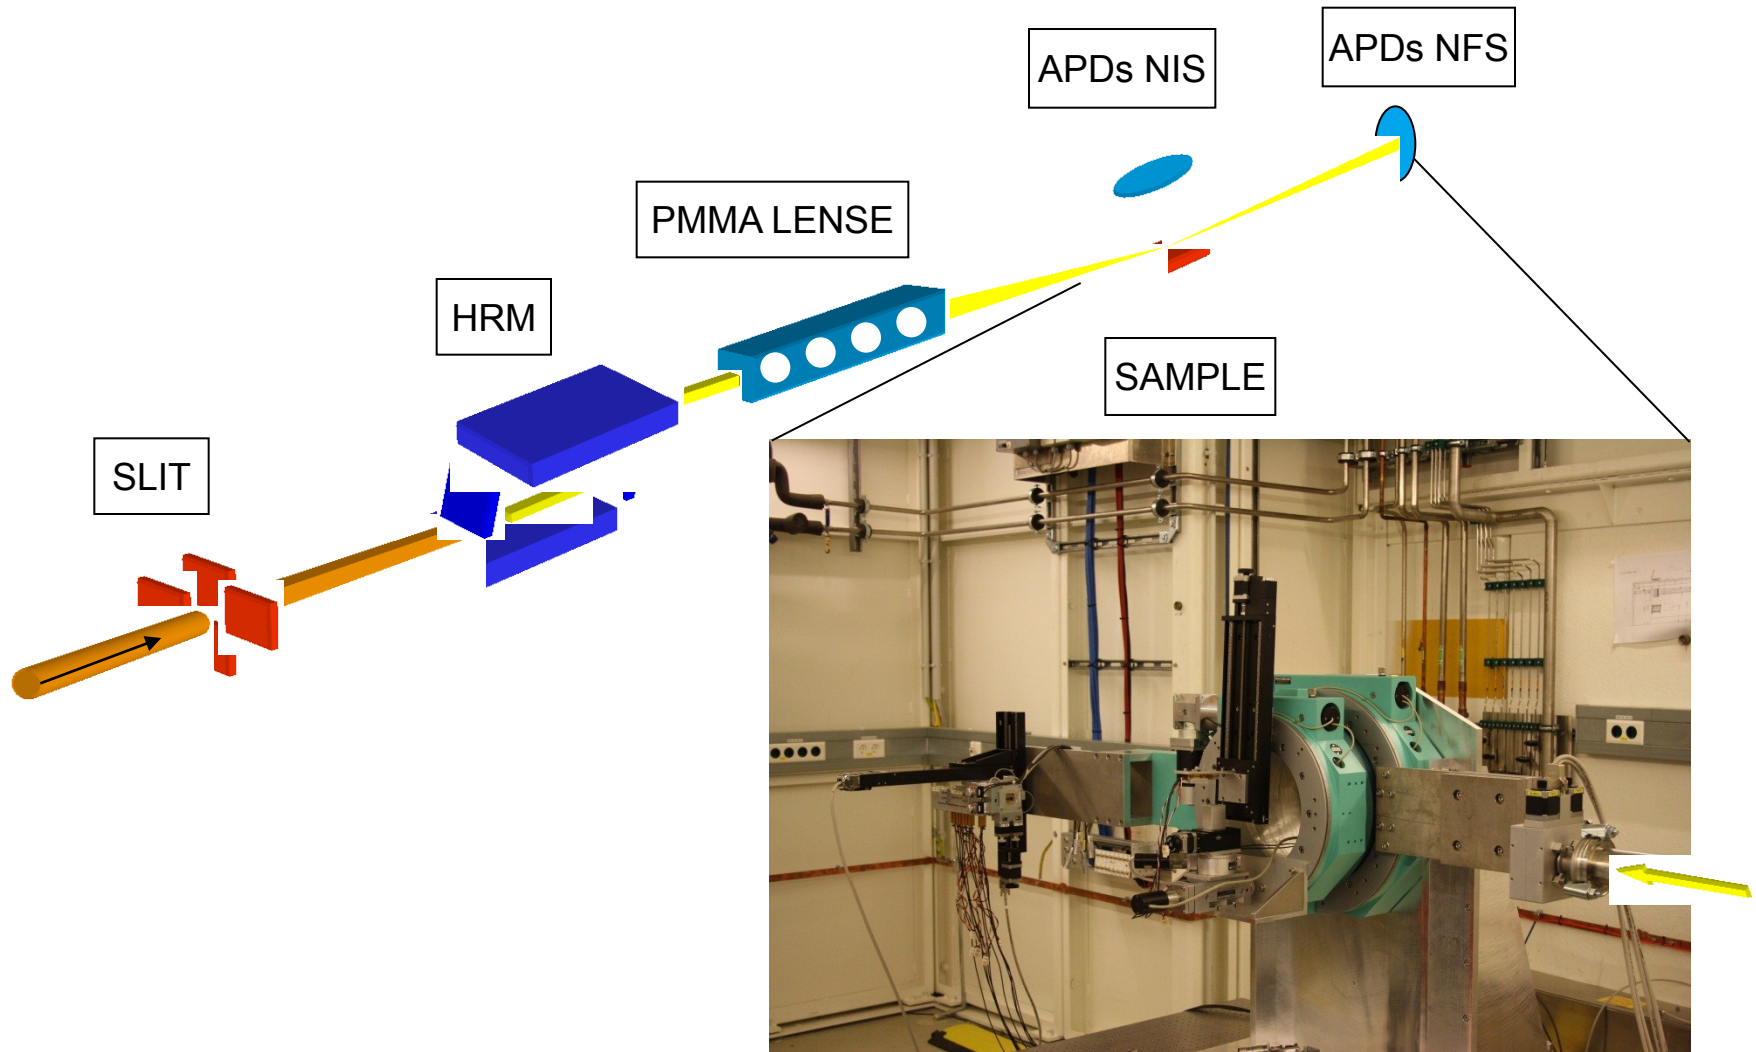 APDs NIS
APDs NFS
PMMA LENSE
HRM
SAMPLE
SLIT